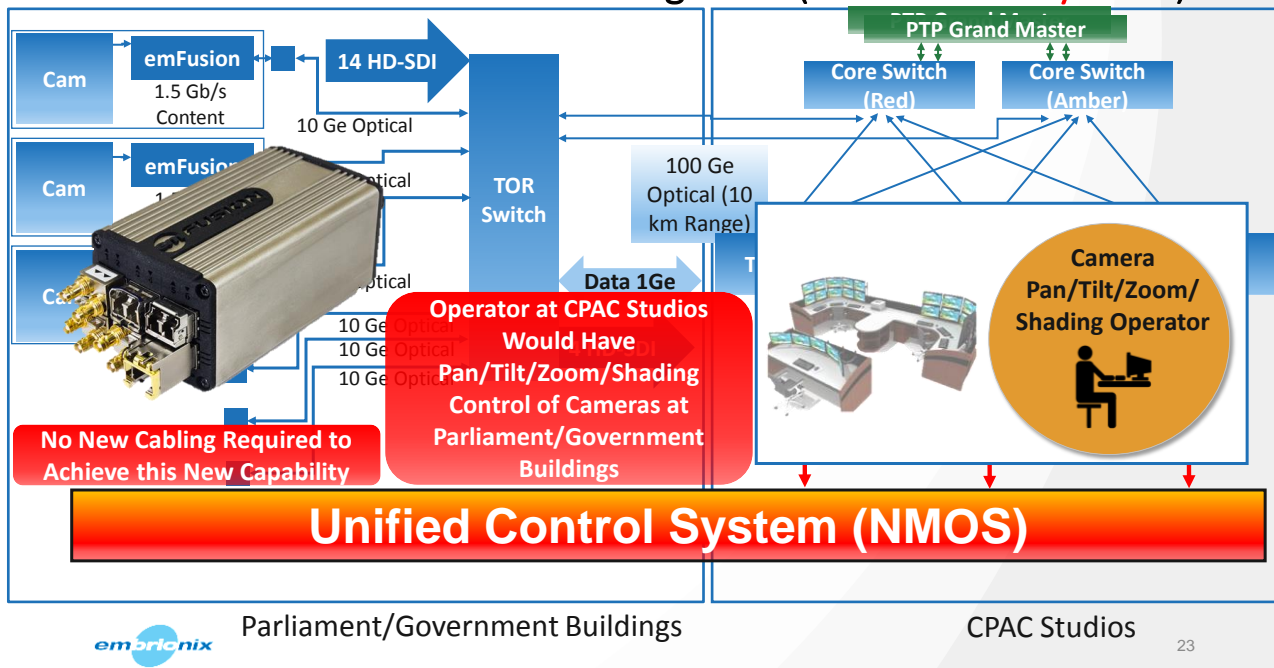 PTP Grand Master
Cam
emFusion
1.5 Gb/s
Content
14 HD-SDI
10 Ge Optical
Core Switch
(Red)
Core Switch
(Amber)
Cam
emFusion
TOR
Switch
100 Ge
Optical (10
km Range)
FUSION
Data 1Ge
10 Ge Optical
10 Ge Optical
10 Ge Optical
HD-SDI
Operator at CPAC Studios
Would Have
Pan/Tilt/Zoom/Shading
Control of Cameras at
Parliament/Government
Buildings
Camera
Pan/Tilt/Zoom/
Shading Operator
No New Cabling Required to
Achieve this New Capability
Unified Control System (NMOS)
embrionix
Parliament/Government Buildings
CPAC Studios
23